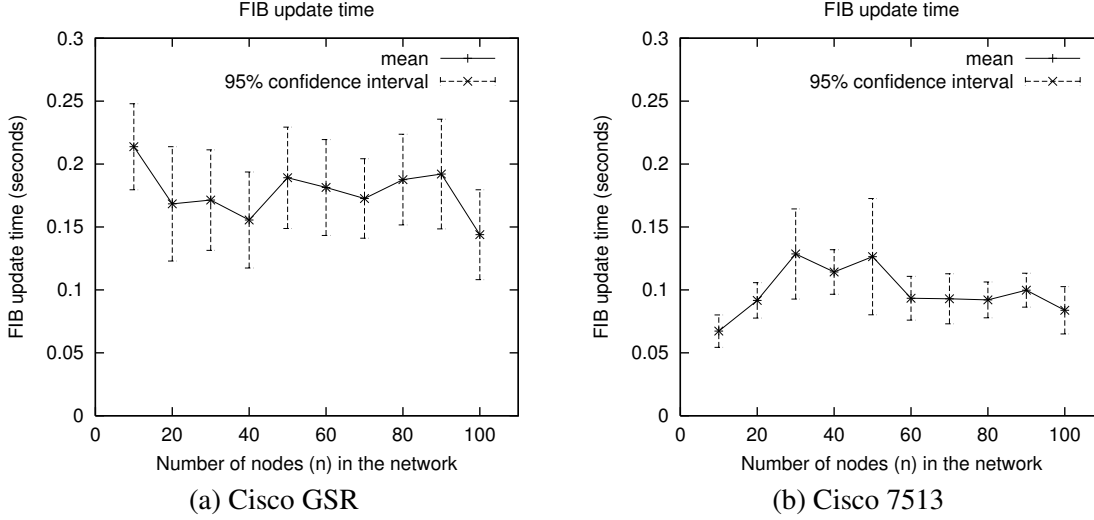 FIB update time
0.3
0.25
0.2
0.15
0.1
0.05
0
FIB update time (seconds)
mean
95% confidence interval
0 20 40 60 80 100
Number of nodes (n) in the network
(a) Cisco GSR
FIB update time
0.3
0.25
0.2
0.15
0.1
0.05
0
FIB update time (seconds)
mean
95% confidence interval
0 20 40 60 80 100
Number of nodes (n) in the network
(b) Cisco 7513